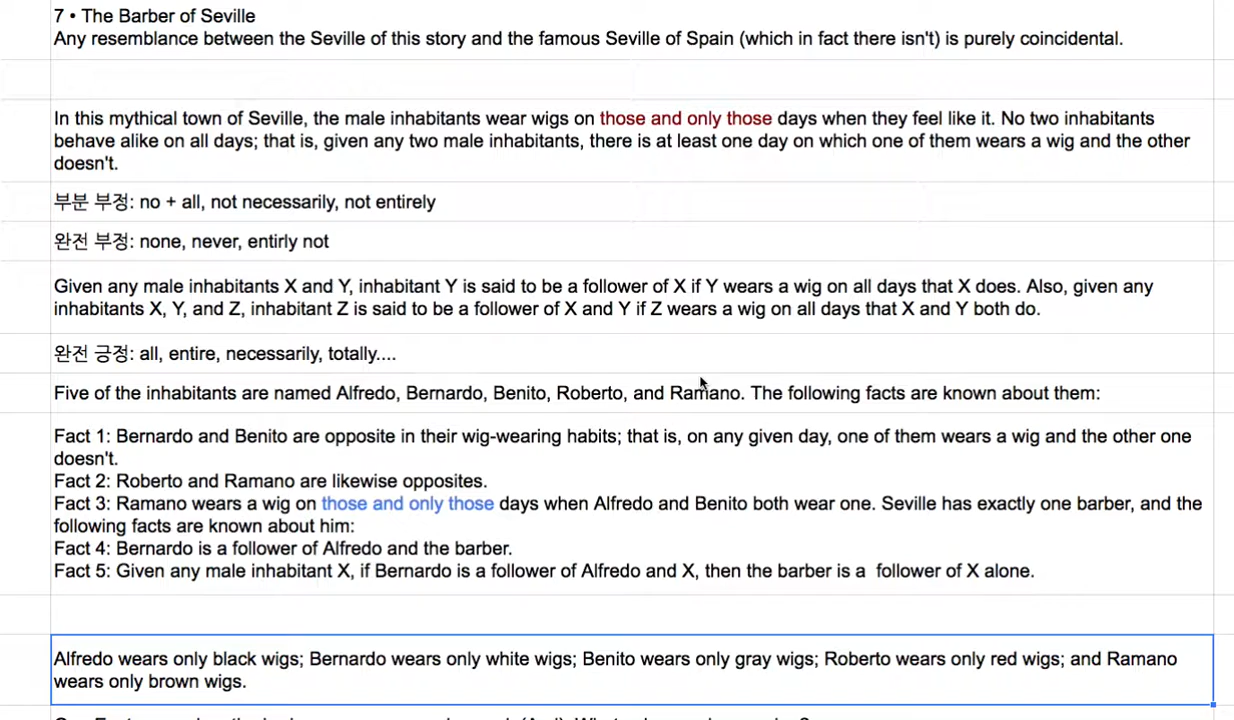 7 • The Barber of Seville
Any resemblance between the Seville of this story and the famous Seville of Spain (which in fact there isn't) is purely coincidental.
In this mythical town of Seville, the male inhabitants wear wigs on those and only those days when they feel like it. No two inhabitants
behave alike on all days; that is, given any two male inhabitants, there is at least one day on which one of them wears a wig and the other
doesn't.
부분 부정: no + all, not necessarily, not entirely
완전 부정: none, never, entirly not
Given any male inhabitants X and Y, inhabitant Y is said to be a follower of X if Y wears a wig on all days that X does. Also, given any
inhabitants X, Y, and Z, inhabitant Z is said to be a follower of X and Y if Z wears a wig on all days that X and Y both do.
완전 긍정: all, entire, necessarily, totally....
Five of the inhabitants are named Alfredo, Bernardo, Benito, Roberto, and Ramano. The following facts are known about them:
Fact 1: Bernardo and Benito are opposite in their wig-wearing habits; that is, on any given day, one of them wears a wig and the other one
doesn't.
Fact 2: Roberto and Ramano are likewise opposites.
Fact 3: Ramano wears a wig on those and only those days when Alfredo and Benito both wear one. Seville has exactly one barber, and the
following facts are known about him:
Fact 4: Bernardo is a follower of Alfredo and the barber.
Fact 5: Given any male inhabitant X, if Bernardo is a follower of Alfredo and X, then the barber is a follower of X alone.
Alfredo wears only black wigs; Bernardo wears only white wigs; Benito wears only gray wigs; Roberto wears only red wigs; and Ramano
wears only brown wigs.